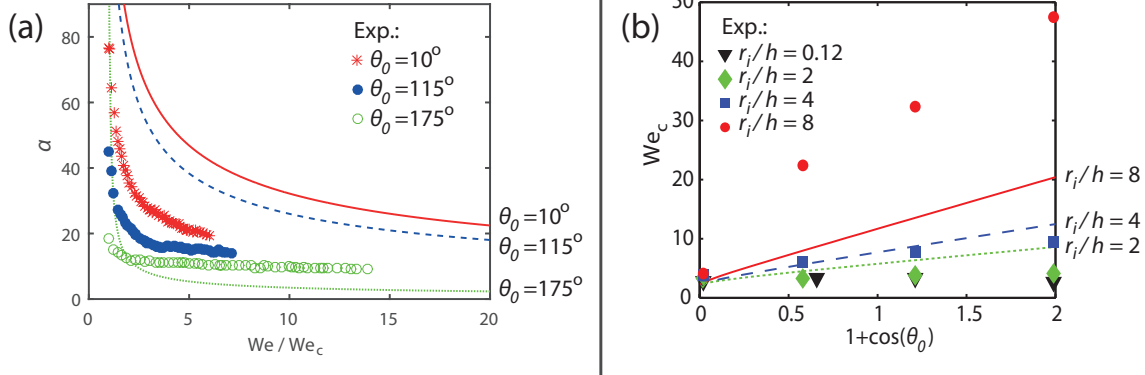 (a)
80
60
40
20
0
α
Exp.:
θ0=10°
θ0=115°
θ0=175°
θ0=10°
θ0=115°
θ0=175°
0
5
10
15
20
We / Wec
(b)
50
40
30
20
10
0
Wec
Exp.:
ri/h = 0.12
ri/h = 2
ri/h = 4
ri/h = 8
ri/h = 8
ri/h = 4
ri/h = 2
0
0.5
1
1.5
2
1+cos(θ0)